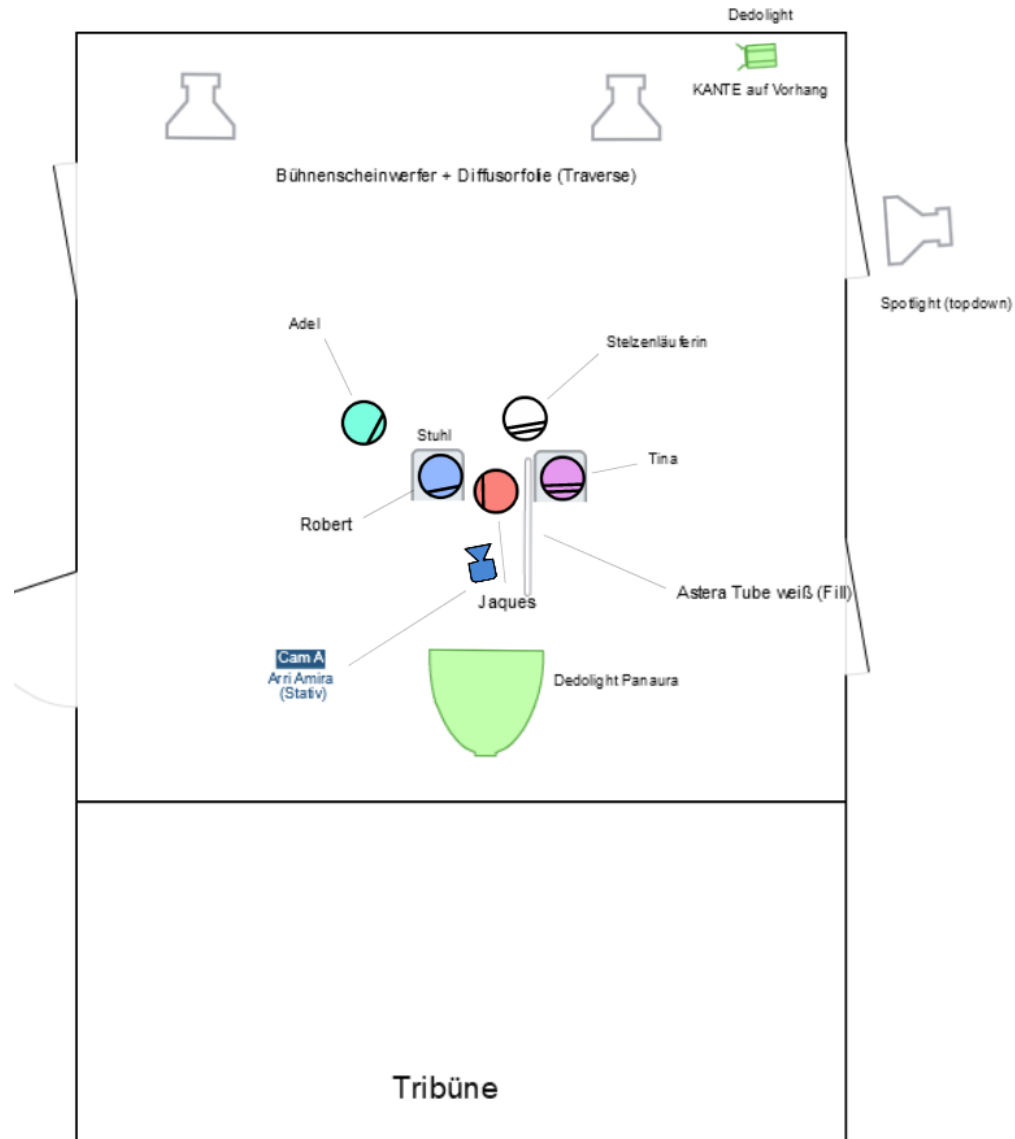 Dedolight
KANTE auf Vorhang
Bühnenscheinwerfer + Diffusorfolie (Traverse)
Spotlight (topdown)
Adel
Stelzenläuferin
Stuhl
Tina
Robert
Astera Tube weiß (Fill)
Jaques
Cam A
Arri Amira
(Stativ)
Dedolight Panaura
Tribüne